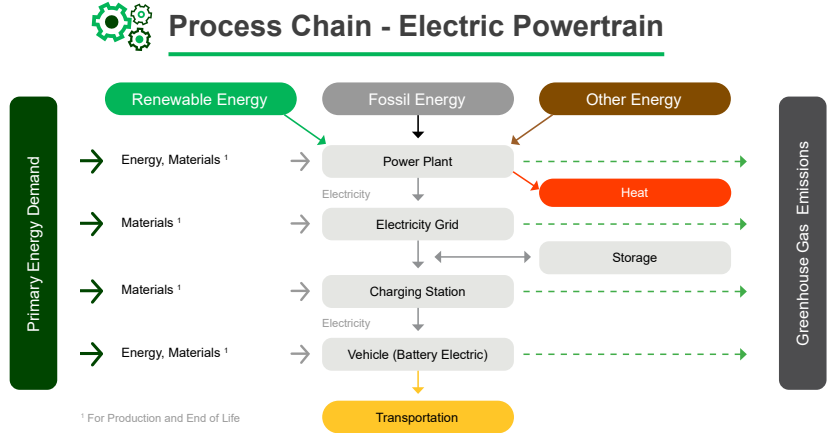 Process Chain - Electric Powertrain
Renewable Energy
Fossil Energy
Other Energy
Primary Energy Demand
Greenhouse Gas Emissions
Energy, Materials ¹
Power Plant
Electricity
Heat
Materials ¹
Electricity Grid
Storage
Materials ¹
Charging Station
Electricity
Energy, Materials ¹
Vehicle (Battery Electric)
¹ For Production and End of Life
Transportation